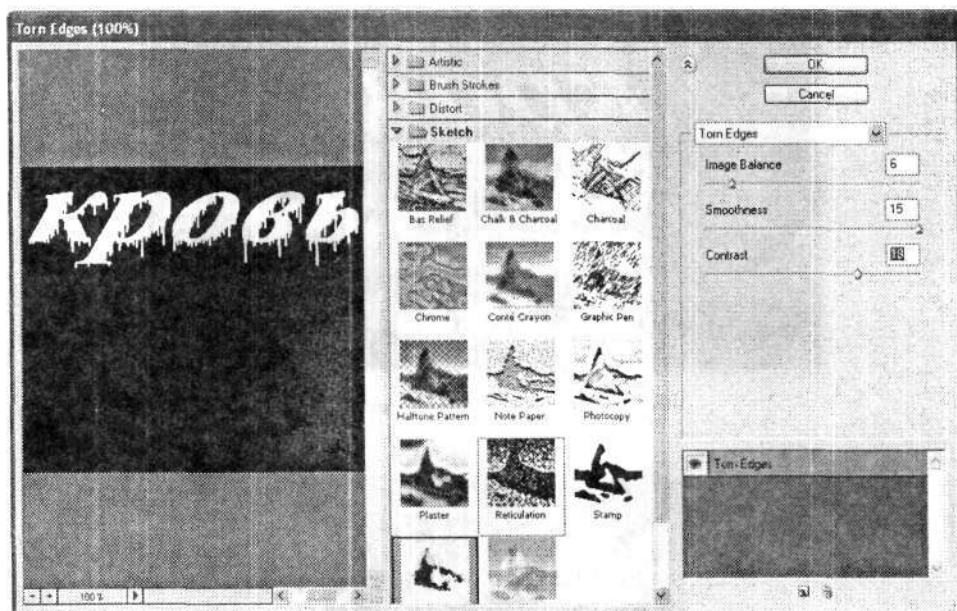 Torn Edges (100%)
кровь
100%
Artistic
Brush Strokes
Distort
Sketch
Bas Relief
Chalk & Charcoal
Charcoal
Chrome
Conté Crayon
Graphic Pen
Halftone Pattern
Note Paper
Photocopy
Plaster
Reticulation
Stamp
OK
Cancel
Torn Edges
Image Balance 6
Smoothness 15
Contrast
Torn Edges